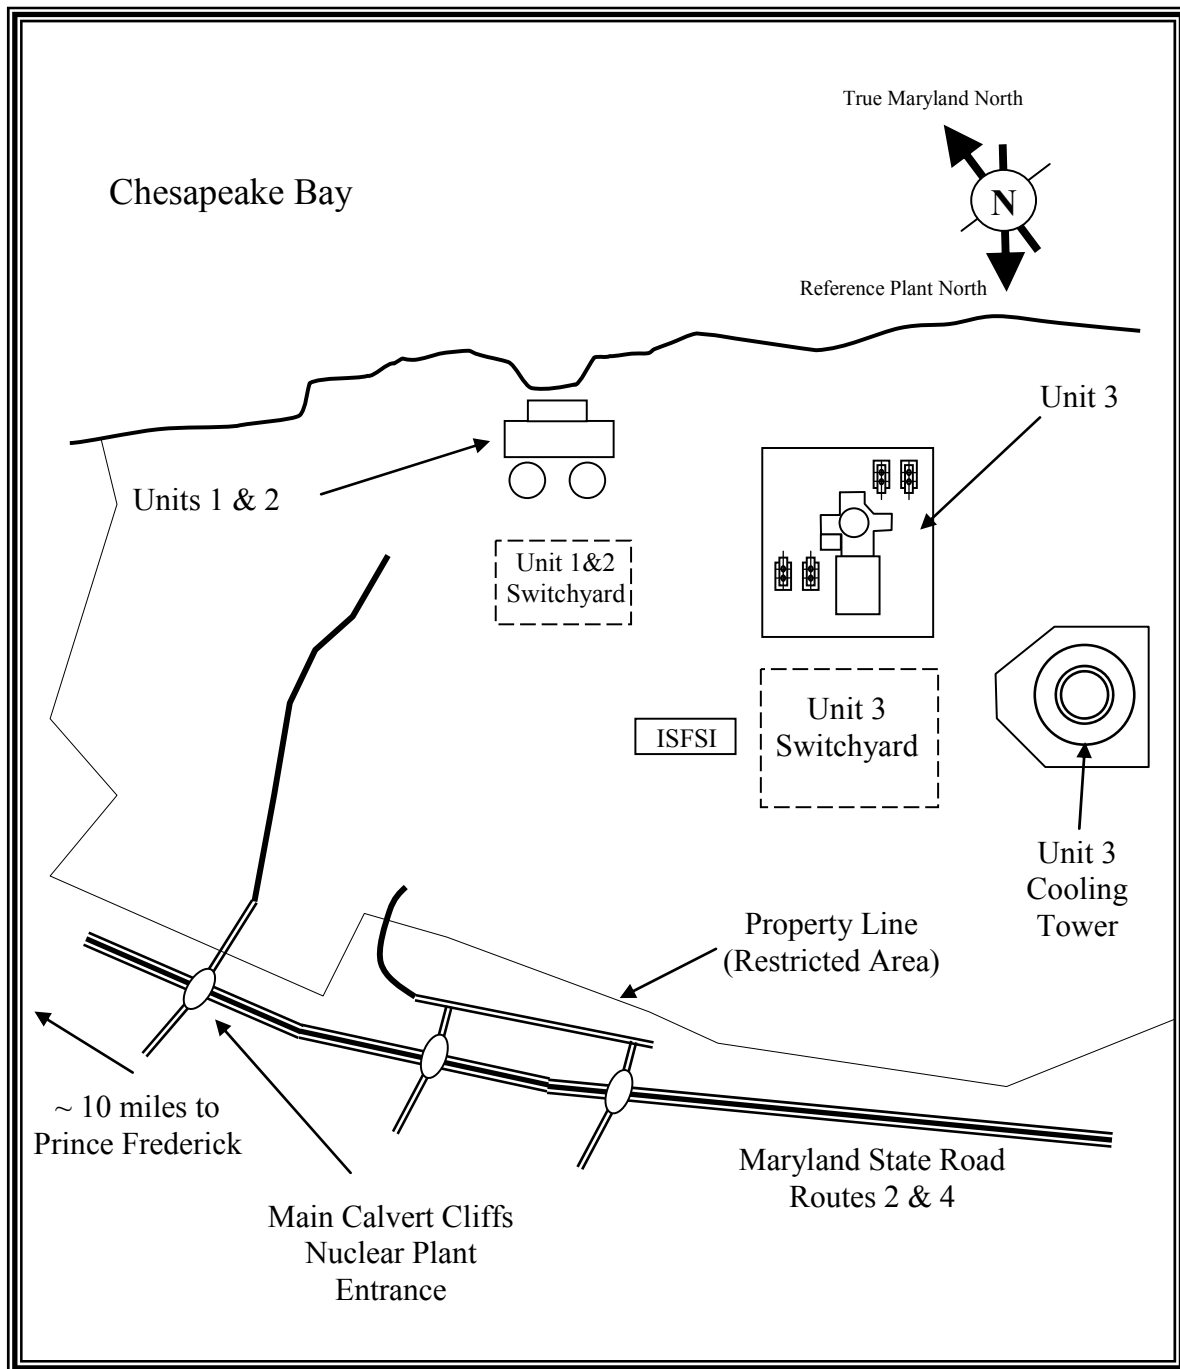 True Maryland North
Chesapeake Bay
N
Reference Plant North
Unit 3
Units 1 & 2
Unit 1&2
Switchyard
Unit 3
Switchyard
ISFSI
Unit 3
Cooling
Tower
Property Line
(Restricted Area)
~ 10 miles to
Prince Frederick
Maryland State Road
Routes 2 & 4
Main Calvert Cliffs
Nuclear Plant
Entrance